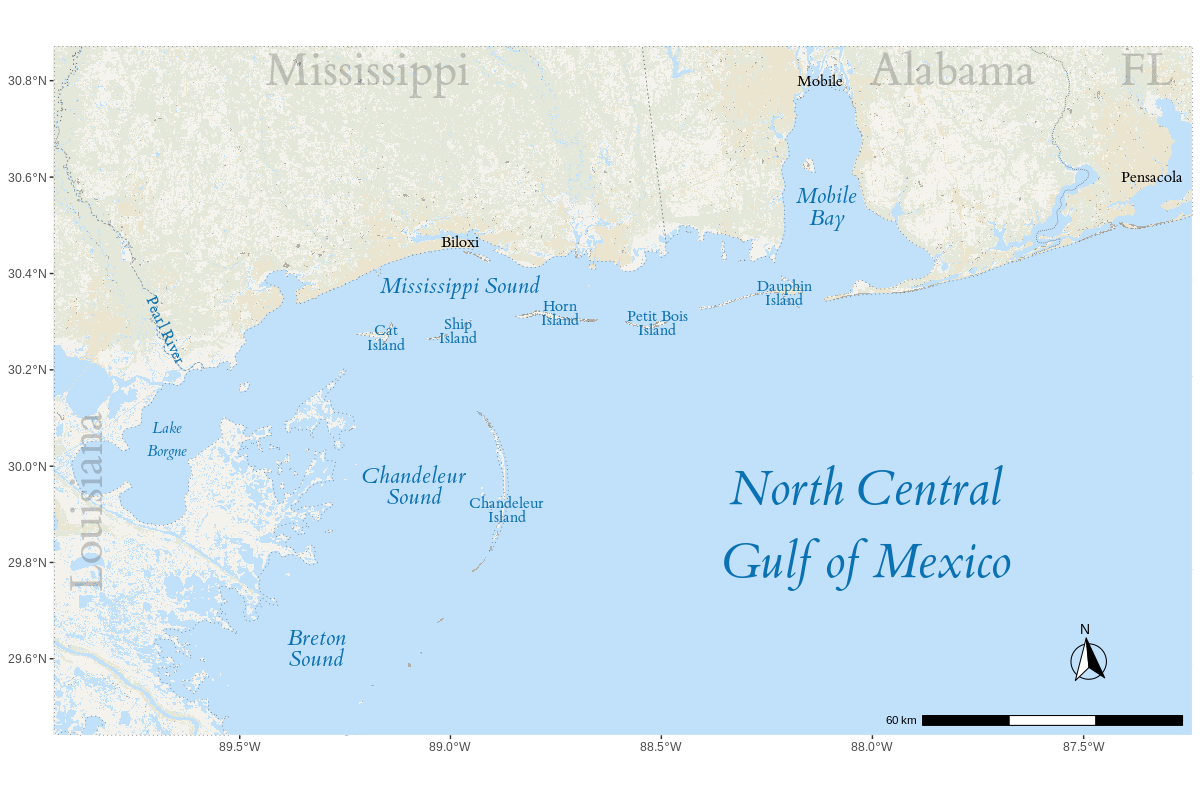 Mississippi
Alabama
FL
30.8°N
Mobile
30.6°N
Pensacola
Mobile
Bay
Biloxi
30.4°N
Mississippi Sound
Dauphin
Island
Pearl River
Horn
Island
Petit Bois
Island
Ship
Island
Cat
Island
30.2°N
Louisiana
Lake
Borgne
30.0°N
Chandeleur
Sound
Chandeleur
Island
North Central
Gulf of Mexico
29.8°N
Breton
Sound
29.6°N
N
60 km
89.5°W
89.0°W
88.5°W
88.0°W
87.5°W